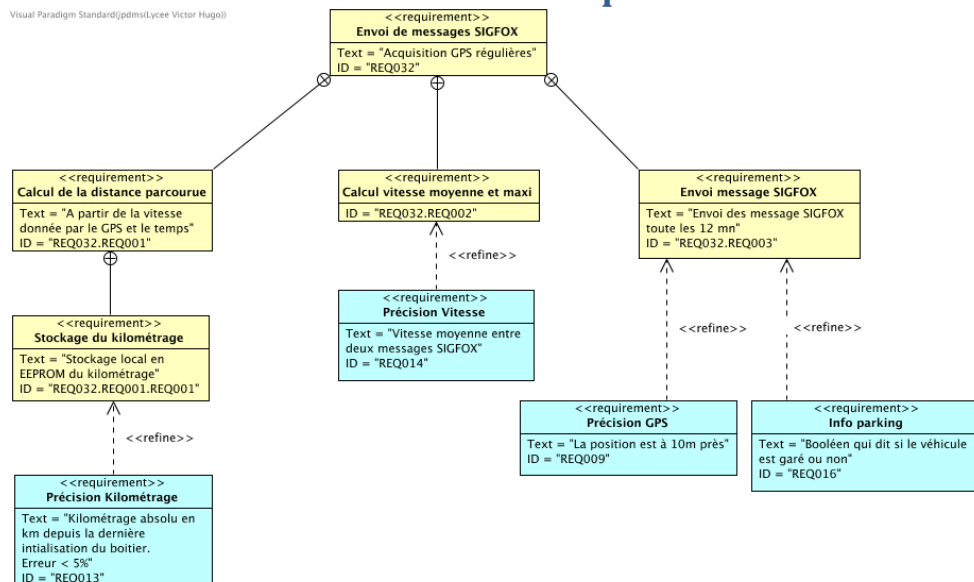 Visual Paradigm Standard(jpdms(Lycee Victor Hugo))
<<requirement>>
Envoi de messages SIGFOX
Text = "Acquisition GPS régulières"
ID = "REQ032"
<<requirement>>
Calcul de la distance parcourue
Text = "A partir de la vitesse
donnée par le GPS et le temps"
ID = "REQ032.REQ001"
<<requirement>>
Calcul vitesse moyenne et maxi
ID = "REQ032.REQ002"
<<requirement>>
Envoi message SIGFOX
Text = "Envoi des message SIGFOX
toute les 12 mn"
ID = "REQ032.REQ003"
<<refine>>
<<requirement>>
Stockage du kilométrage
Text = "Stockage local en
EEPROM du kilométrage"
ID = "REQ032.REQ001.REQ001"
<<requirement>>
Précision Vitesse
Text = "Vitesse moyenne entre
deux messages SIGFOX"
ID = "REQ014"
<<refine>>
<<refine>>
<<refine>>
<<requirement>>
Précision GPS
Text = "La position est à 10m près"
ID = "REQ009"
<<requirement>>
Info parking
Text = "Booléen qui dit si le véhicule
est garé ou non"
ID = "REQ016"
<<requirement>>
Précision Kilométrage
Text = "Kilométrage absolu en
km depuis la dernière
intialisation du boitier.
Erreur < 5%"
ID = "REQ013"